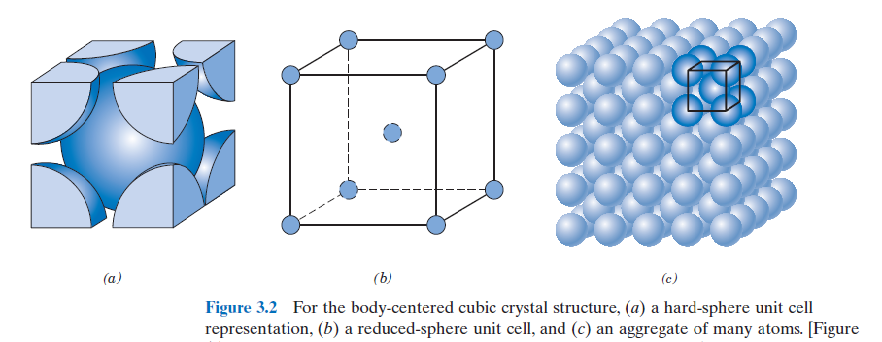 (a)
(b)
(c)
Figure 3.2 For the body-centered cubic crystal structure, (a) a hard-sphere unit cell
representation, (b) a reduced-sphere unit cell, and (c) an aggregate of many atoms. [Figure